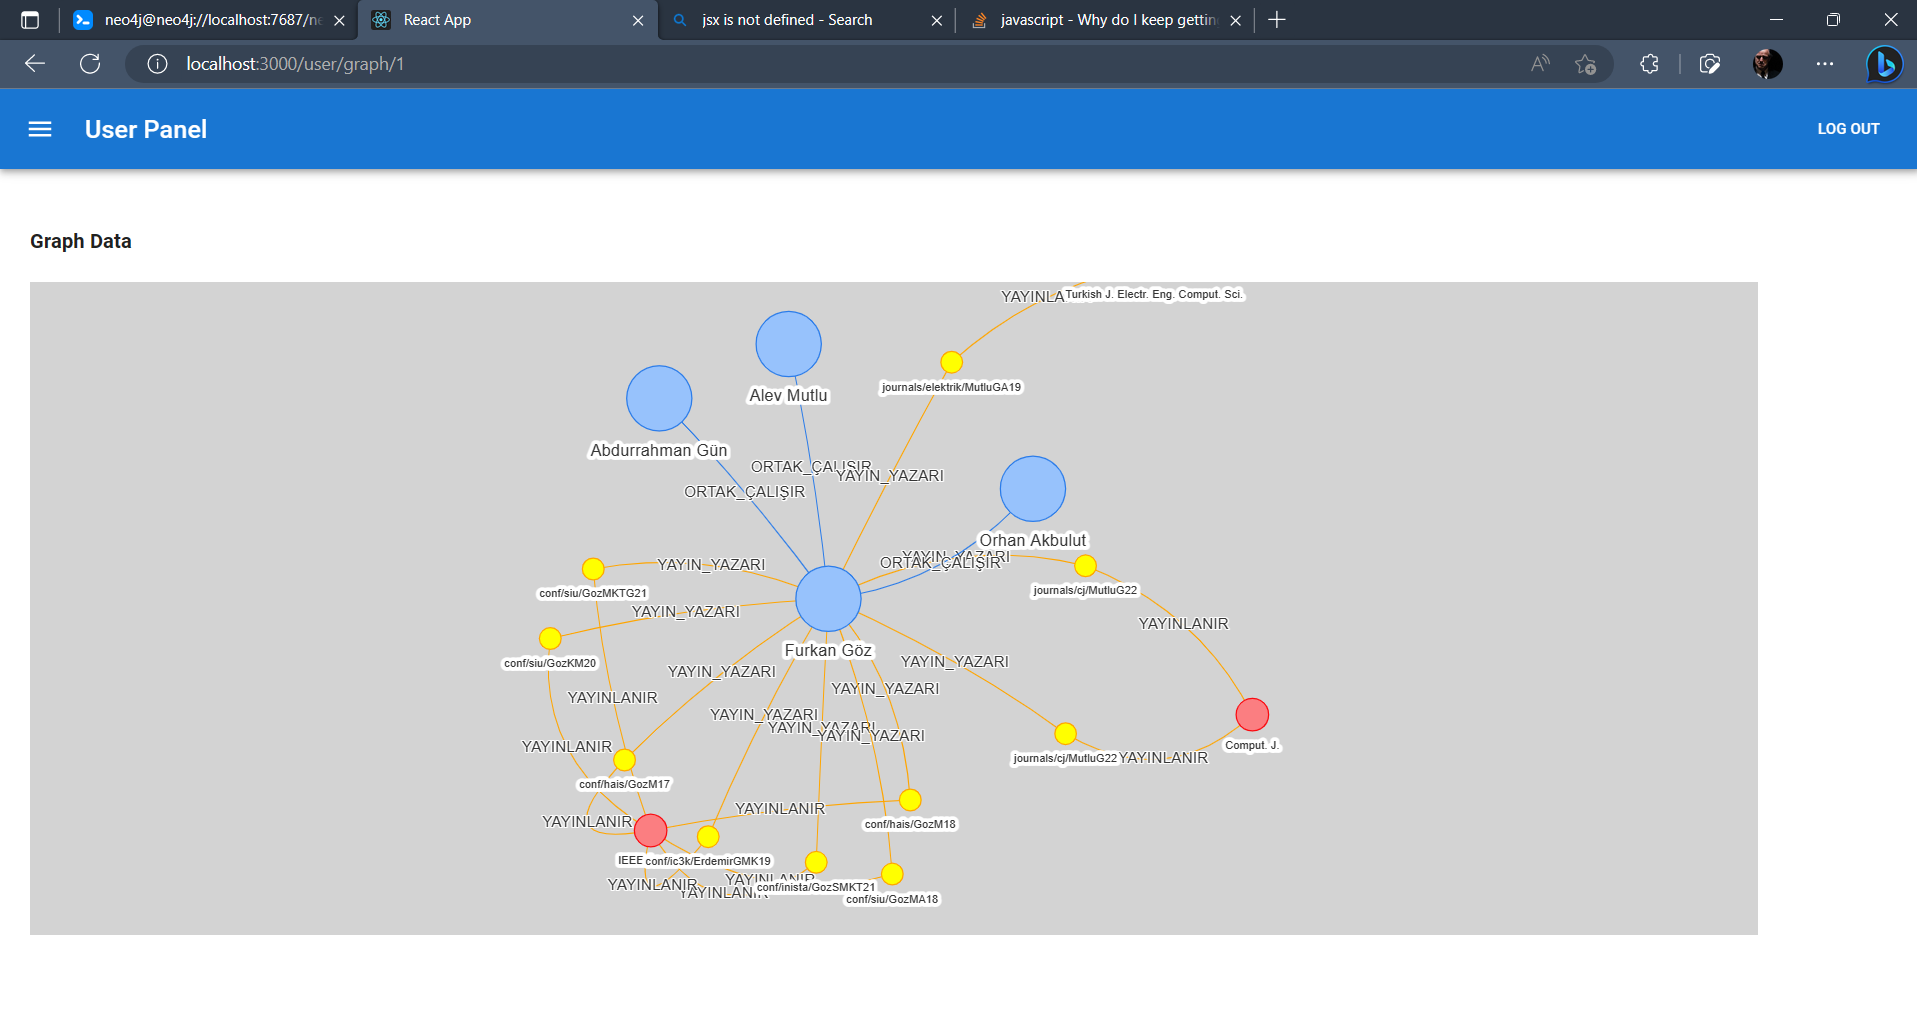 neo4j@neo4j://localhost:7687/ne
React App
jsx is not defined - Search
javascript - Why do I keep gettin
localhost:3000/user/graph/1
User Panel
LOG OUT
Graph Data
YAYINLA
Turkish J. Electr. Eng. Comput. Sci.
journals/elektrik/MutluGA19
Alev Mutlu
Abdurrahman Gün
ORTAK_ÇALIŞIR
YAYIN_YAZARI
ORTAK_ÇALIŞIR
Orhan Akbulut
YAYIN_YAZARI
ORTAK_ÇALIŞIR
YAYIN_YAZARI
conf/siu/GozMKTG21
journals/cj/MutluG22
YAYIN_YAZARI
YAYINLANIR
Furkan Göz
conf/siu/GozKM20
YAYIN_YAZARI
YAYIN_YAZARI
YAYIN_YAZARI
YAYINLANIR
YAYIN_YAZARI
YAYIN_YAZARI
YAYIN_YAZARI
YAYINLANIR
Comput. J.
journals/cj/MutluG22
YAYINLANIR
conf/hais/GozM17
YAYINLANIR
YAYINLANIR
conf/hais/GozM18
IEEE
conf/ic3k/ErdemirGMK19
YAYINLANIR
YAYINLANIR
YAYINLANIR
conf/inista/GozSMKT21
conf/siu/GozMA18